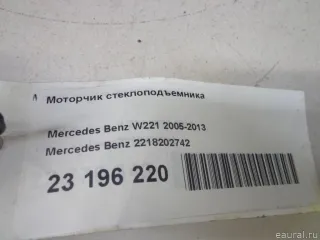 Моторчик стеклоподъемника
Mercedes Benz W221 2005-2013
Mercedes Benz 2218202742
23 196 220
eaural.ru